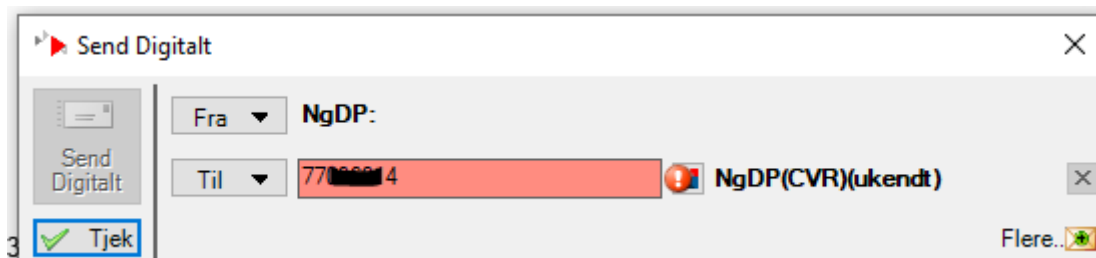 Send Digitalt
Fra NgDP:
Send
Digitalt
Til NgDP(CVR)(ukendt)
3 Tjek
Flere..